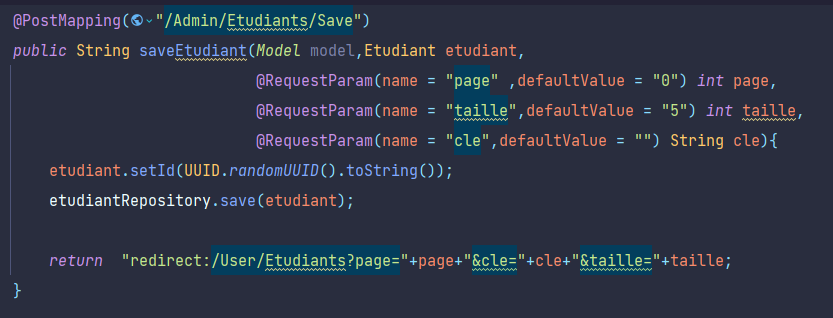 @PostMapping("/Admin/Etudiants/Save")
public String saveEtudiant(Model model,Etudiant etudiant,
@RequestParam(name = "page" ,defaultValue = "0") int page,
@RequestParam(name = "taille",defaultValue = "5") int taille,
@RequestParam(name = "cle",defaultValue = "") String cle){
etudiant.setId(UUID.randomUUID().toString());
etudiantRepository.save(etudiant);
return "redirect:/User/Etudiants?page="+page+"&cle="+cle+"&taille="+taille;
}